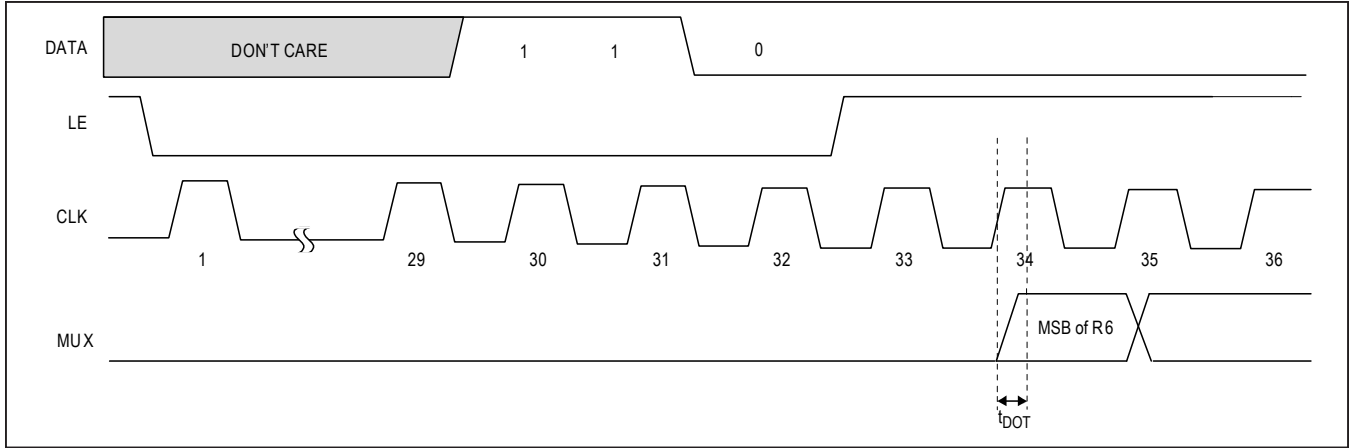 DATA DON'T CARE 1 1 0
LE
CLK
1 29 30 31 32 33 34 35 36
MUX MSB of R6
tDOT